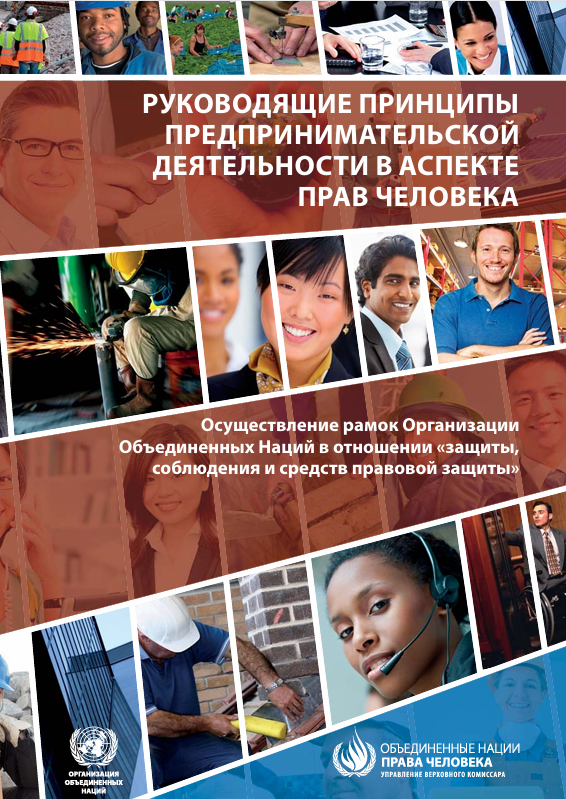 РУКОВОДЯЩИЕ ПРИНЦИПЫ
ПРЕДПРИНИМАТЕЛЬСКОЙ
ДЕЯТЕЛЬНОСТИ В АСПЕКТЕ
ПРАВ ЧЕЛОВЕКА
Осуществление рамок Организации
Объединенных Наций в отношении «защиты,
соблюдения и средств правовой защиты»
ОРГАНИЗАЦИЯ
ОБЪЕДИНЕННЫХ
НАЦИЙ
ОБЪЕДИНЕННЫЕ НАЦИИ
ПРАВА ЧЕЛОВЕКА
УПРАВЛЕНИЕ ВЕРХОВНОГО КОМИССАРА